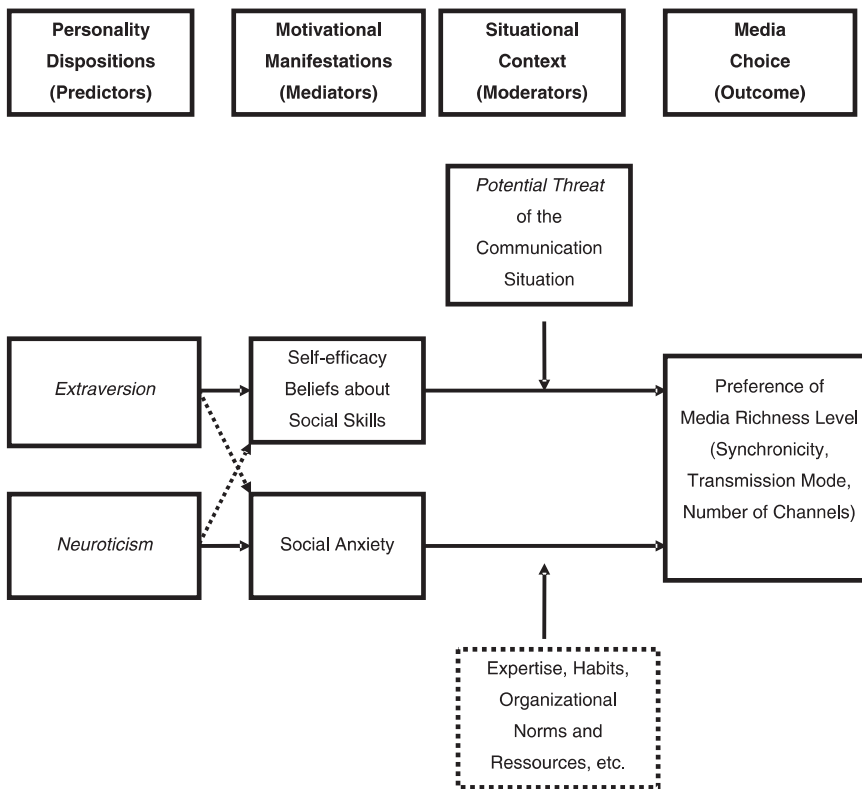 Personality
Dispositions
(Predictors)
Motivational
Manifestations
(Mediators)
Situational
Context
(Moderators)
Media
Choice
(Outcome)
Potential Threat
of the
Communication
Situation
Extraversion
Self-efficacy
Beliefs about
Social Skills
Preference of
Media Richness Level
(Synchronicity,
Transmission Mode,
Number of Channels)
Neuroticism
Social Anxiety
Expertise, Habits,
Organizational
Norms and
Ressources, etc.